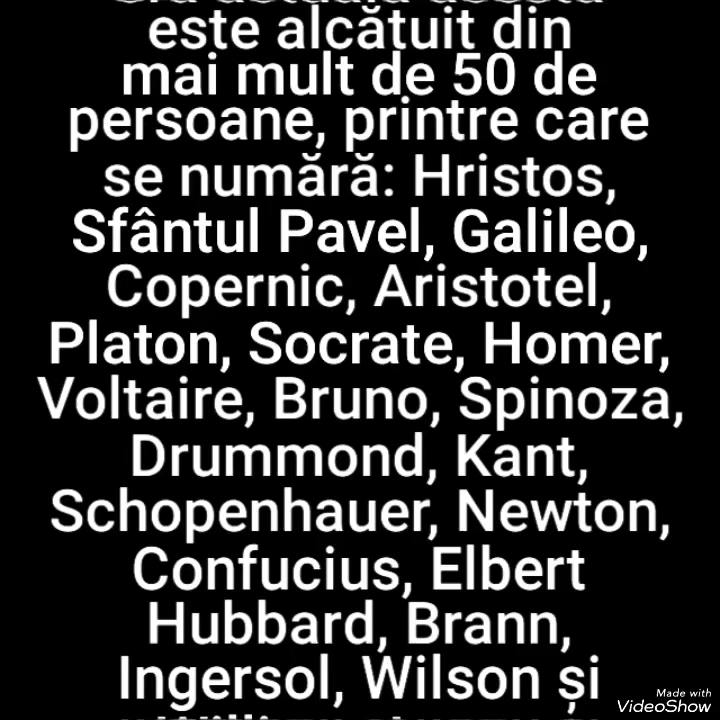 este alcătuit din
mai mult de 50 de
persoane, printre care
se numără: Hristos,
Sfântul Pavel, Galileo,
Copernic, Aristotel,
Platon, Socrate, Homer,
Voltaire, Bruno, Spinoza,
Drummond, Kant,
Schopenhauer, Newton,
Confucius, Elbert
Hubbard, Brann,
Ingersol, Wilson și
Made with
VideoShow